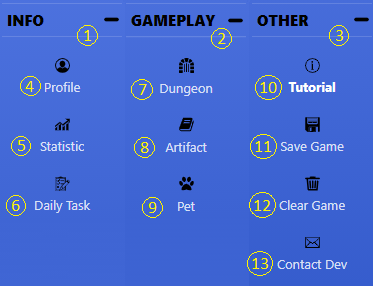 INFO
1
4 Profile
5 Statistic
6 Daily Task
GAMEPLAY
2
7 Dungeon
8 Artifact
9 Pet
OTHER
3
10 Tutorial
11 Save Game
12 Clear Game
13 Contact Dev